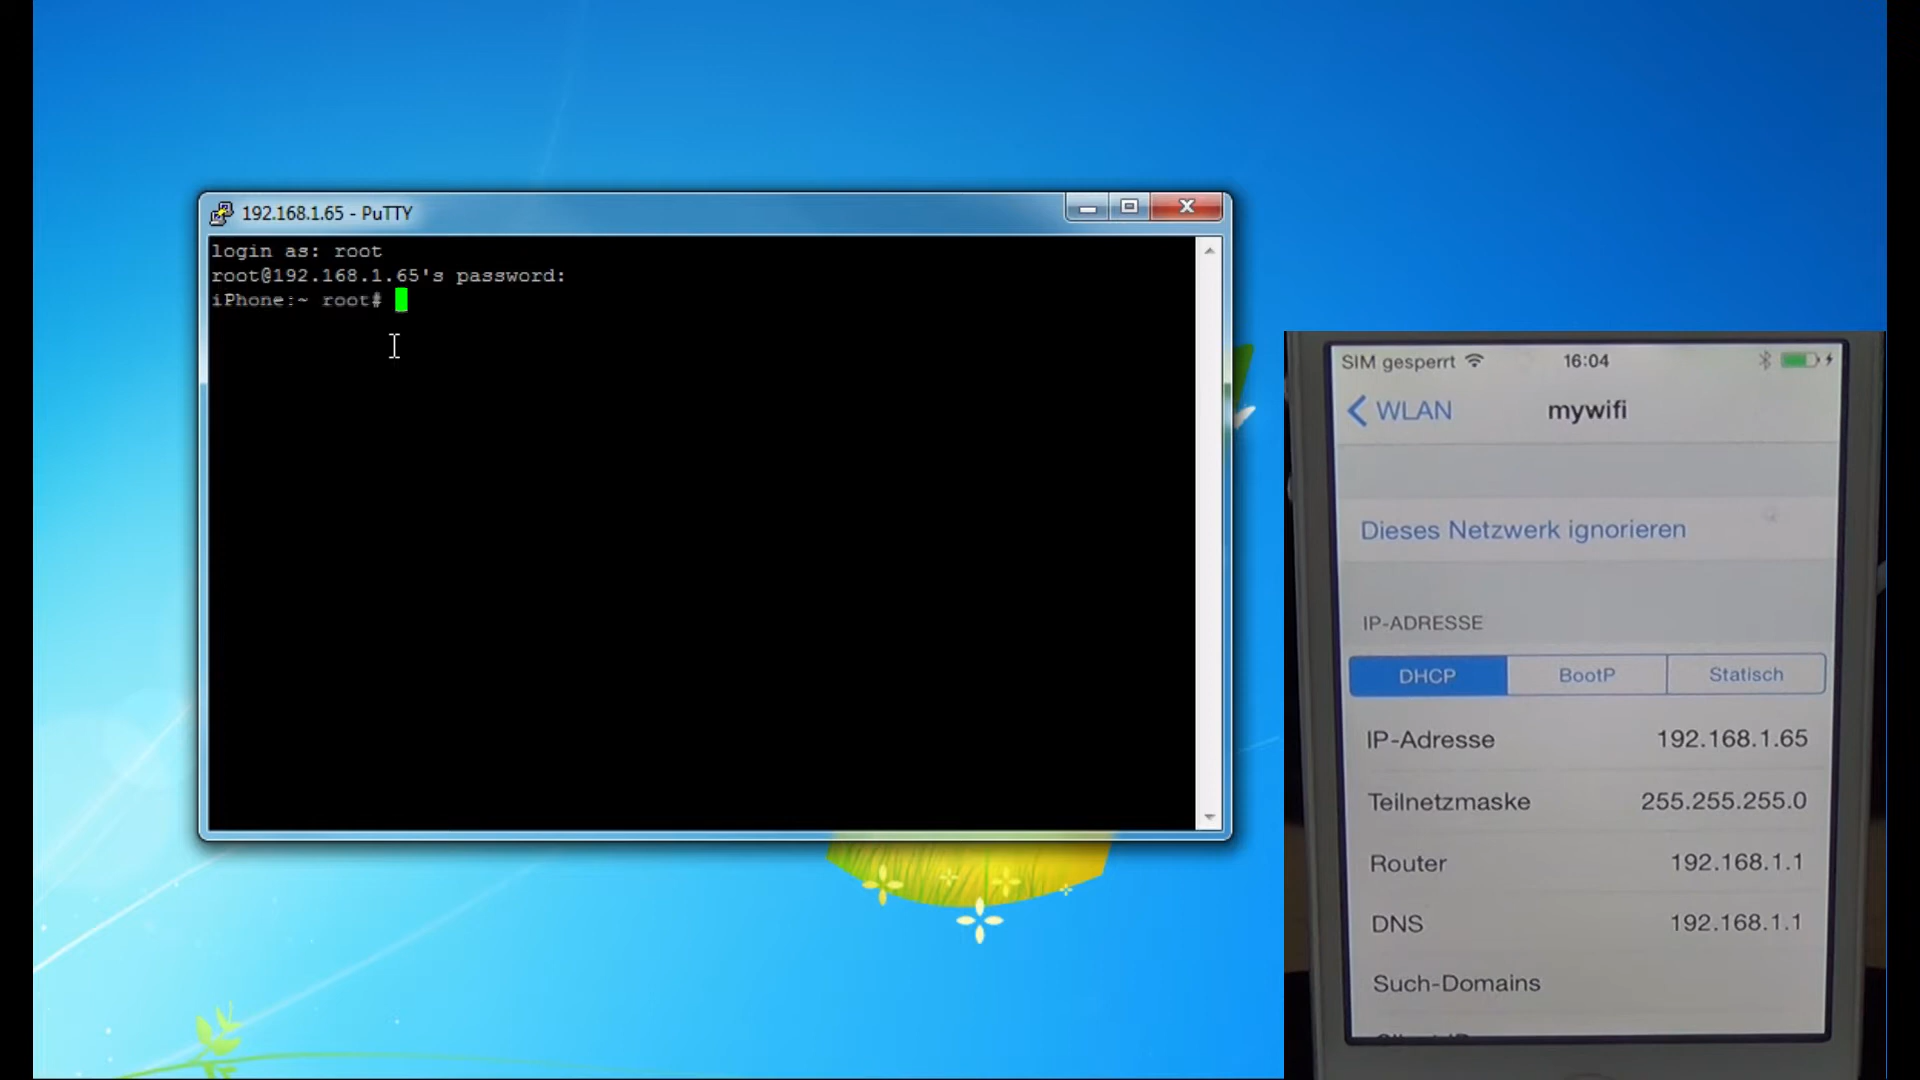 192.168.1.65 - PuTTY
login as: root
root@192.168.1.65's password:
iPhone:~ root#
SIM gesperrt 16:04
WLAN mywifi
Dieses Netzwerk ignorieren
IP-ADRESSE
DHCP BootP Statisch
IP-Adresse 192.168.1.65
Teilnetzmaske 255.255.255.0
Router 192.168.1.1
DNS 192.168.1.1
Such-Domains